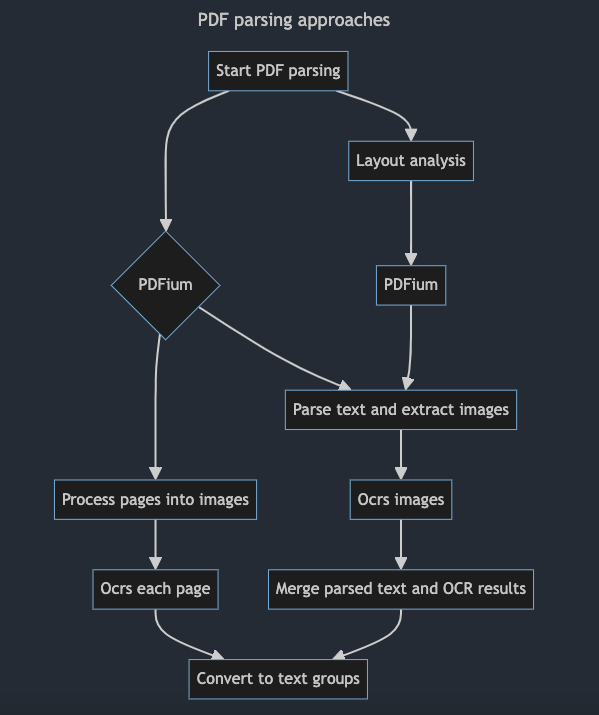 PDF parsing approaches
Start PDF parsing
Layout analysis
PDFium
PDFium
Parse text and extract images
Process pages into images
Ocrs images
Ocrs each page
Merge parsed text and OCR results
Convert to text groups